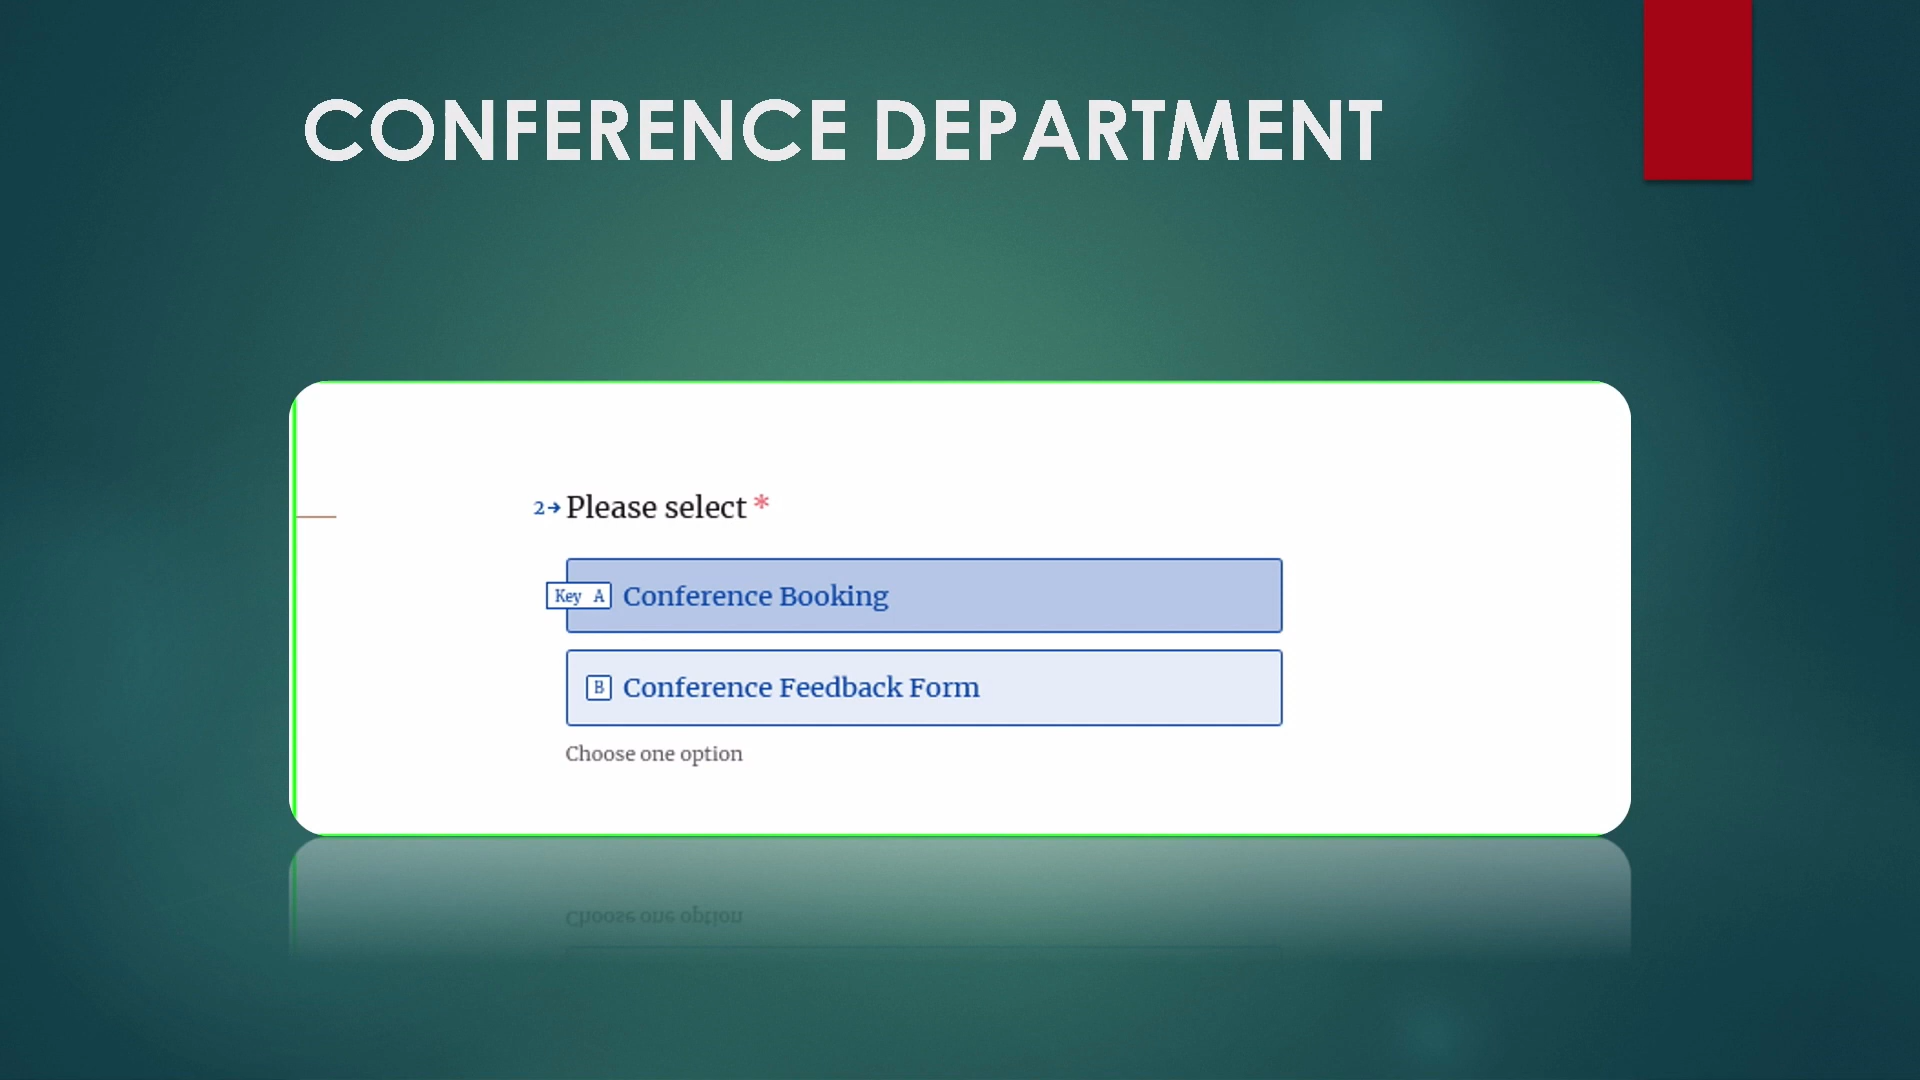 CONFERENCE DEPARTMENT
2→ Please select *
Key A Conference Booking
B Conference Feedback Form
Choose one option